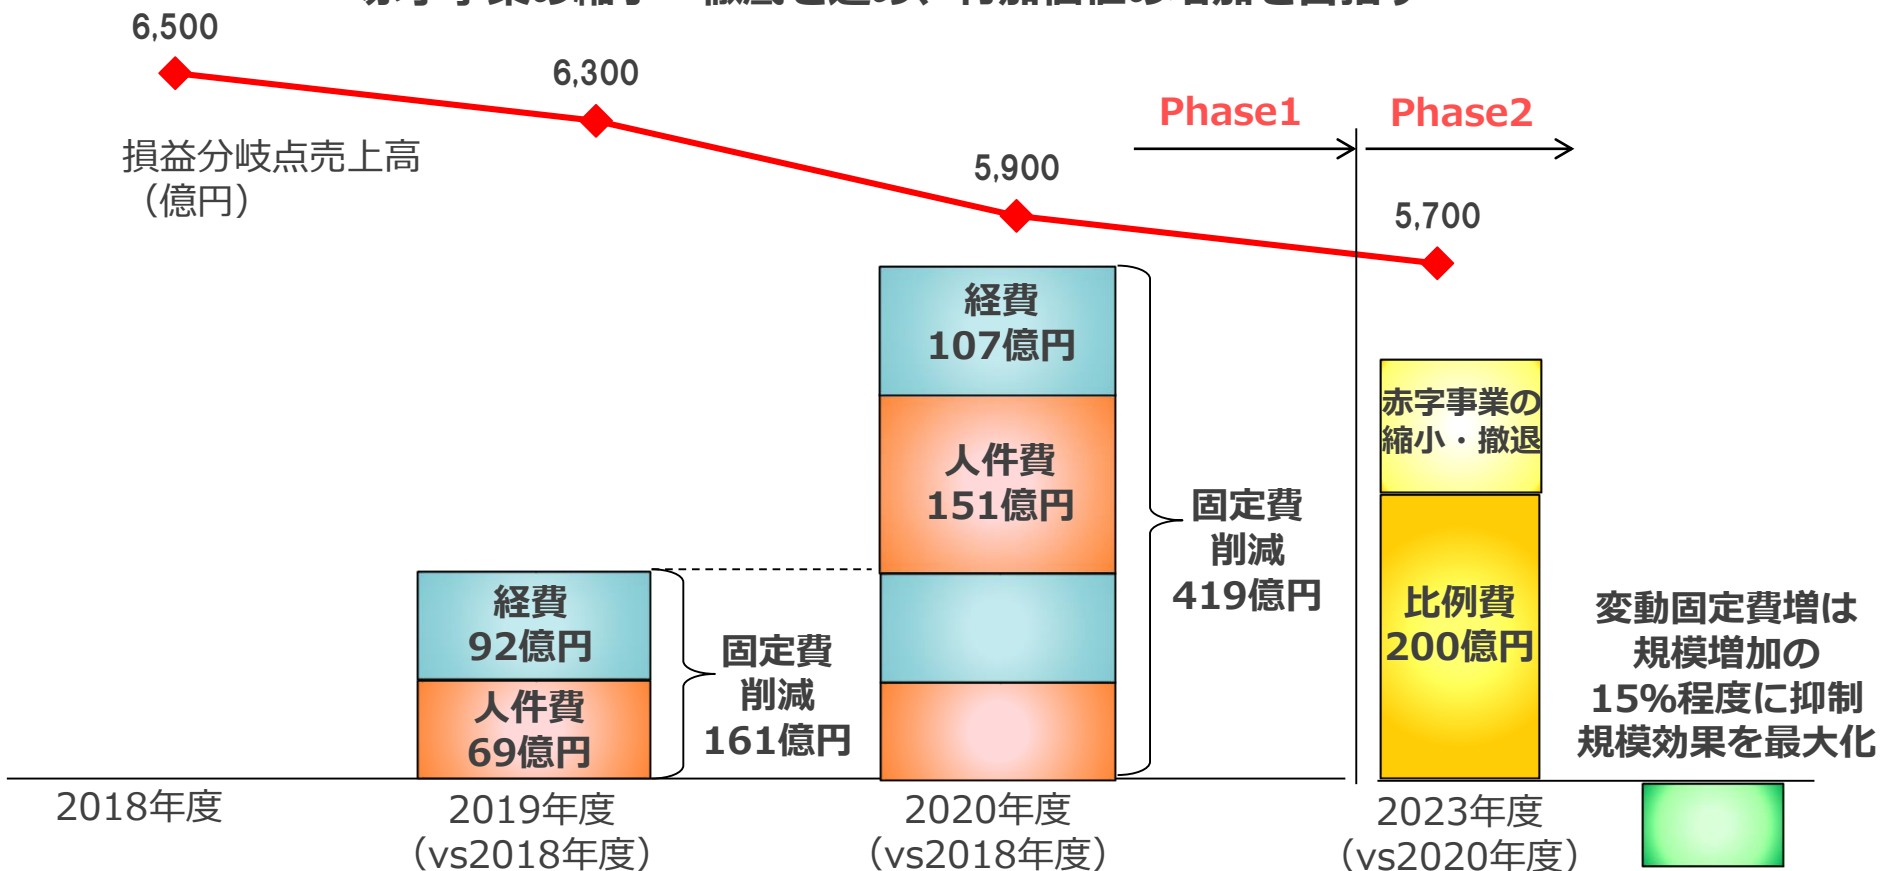 6,500
6,300
5,900
5,700
損益分岐点売上高
（億円）
Phase1
Phase2
経費
92億円
人件費
69億円
固定費
削減
161億円
経費
107億円
人件費
151億円
固定費
削減
419億円
赤字事業の
縮小・撤退
比例費
200億円
変動固定費増は
規模増加の
15%程度に抑制
規模効果を最大化
2018年度
2019年度
（vs2018年度）
2020年度
（vs2018年度）
2023年度
（vs2020年度）